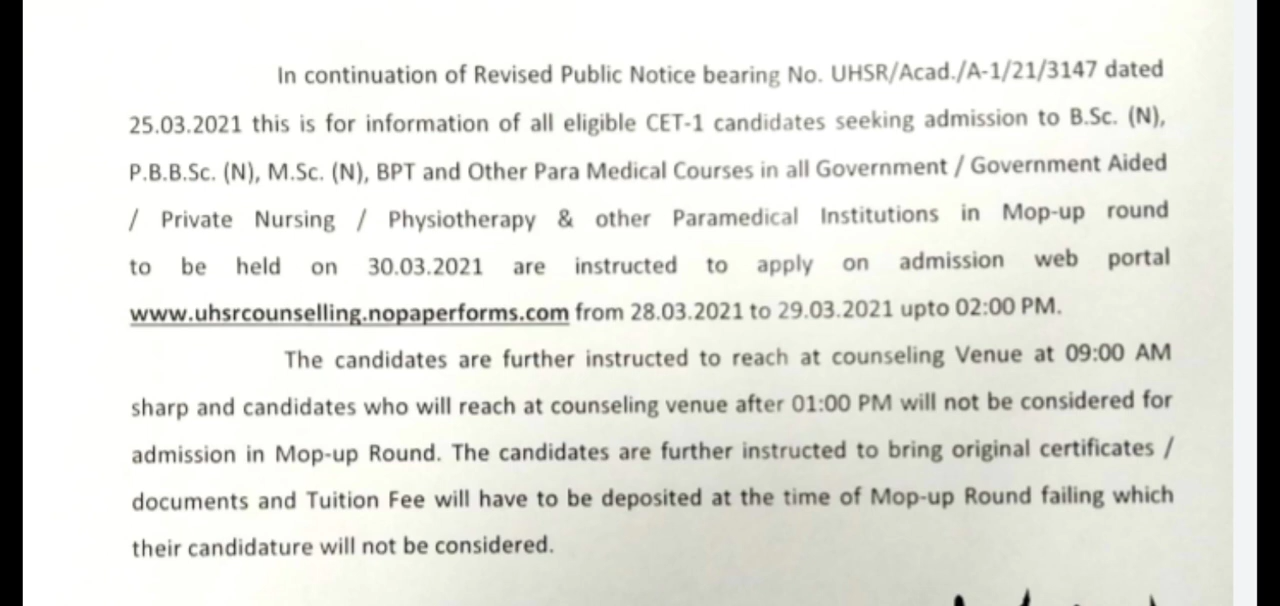 In continuation of Revised Public Notice bearing No. UHSR/Acad./A-1/21/3147 dated
25.03.2021 this is for information of all eligible CET-1 candidates seeking admission to B.Sc. (N),
P.B.B.Sc. (N), M.Sc. (N), BPT and Other Para Medical Courses in all Government / Government Aided
/ Private Nursing / Physiotherapy & other Paramedical Institutions in Mop-up round
to be held on 30.03.2021 are instructed to apply on admission web portal
www.uhsrcounselling.nopaperforms.com from 28.03.2021 to 29.03.2021 upto 02:00 PM.
The candidates are further instructed to reach at counseling Venue at 09:00 AM
sharp and candidates who will reach at counseling venue after 01:00 PM will not be considered for
admission in Mop-up Round. The candidates are further instructed to bring original certificates /
documents and Tuition Fee will have to be deposited at the time of Mop-up Round failing which
their candidature will not be considered.